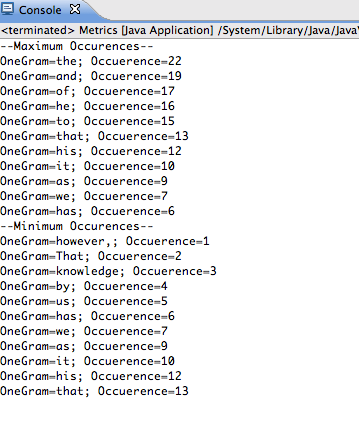 Console
<terminated> Metrics [Java Application] /System/Library/Java/Java
--Maximum Occurences--
OneGram=the; Occuerence=22
OneGram=and; Occuerence=19
OneGram=of; Occuerence=17
OneGram=he; Occuerence=16
OneGram=to; Occuerence=15
OneGram=that; Occuerence=13
OneGram=his; Occuerence=12
OneGram=it; Occuerence=10
OneGram=as; Occuerence=9
OneGram=we; Occuerence=7
OneGram=has; Occuerence=6
--Minimum Occurences--
OneGram=however,; Occuerence=1
OneGram=That; Occuerence=2
OneGram=knowledge; Occuerence=3
OneGram=by; Occuerence=4
OneGram=us; Occuerence=5
OneGram=has; Occuerence=6
OneGram=we; Occuerence=7
OneGram=as; Occuerence=9
OneGram=it; Occuerence=10
OneGram=his; Occuerence=12
OneGram=that; Occuerence=13